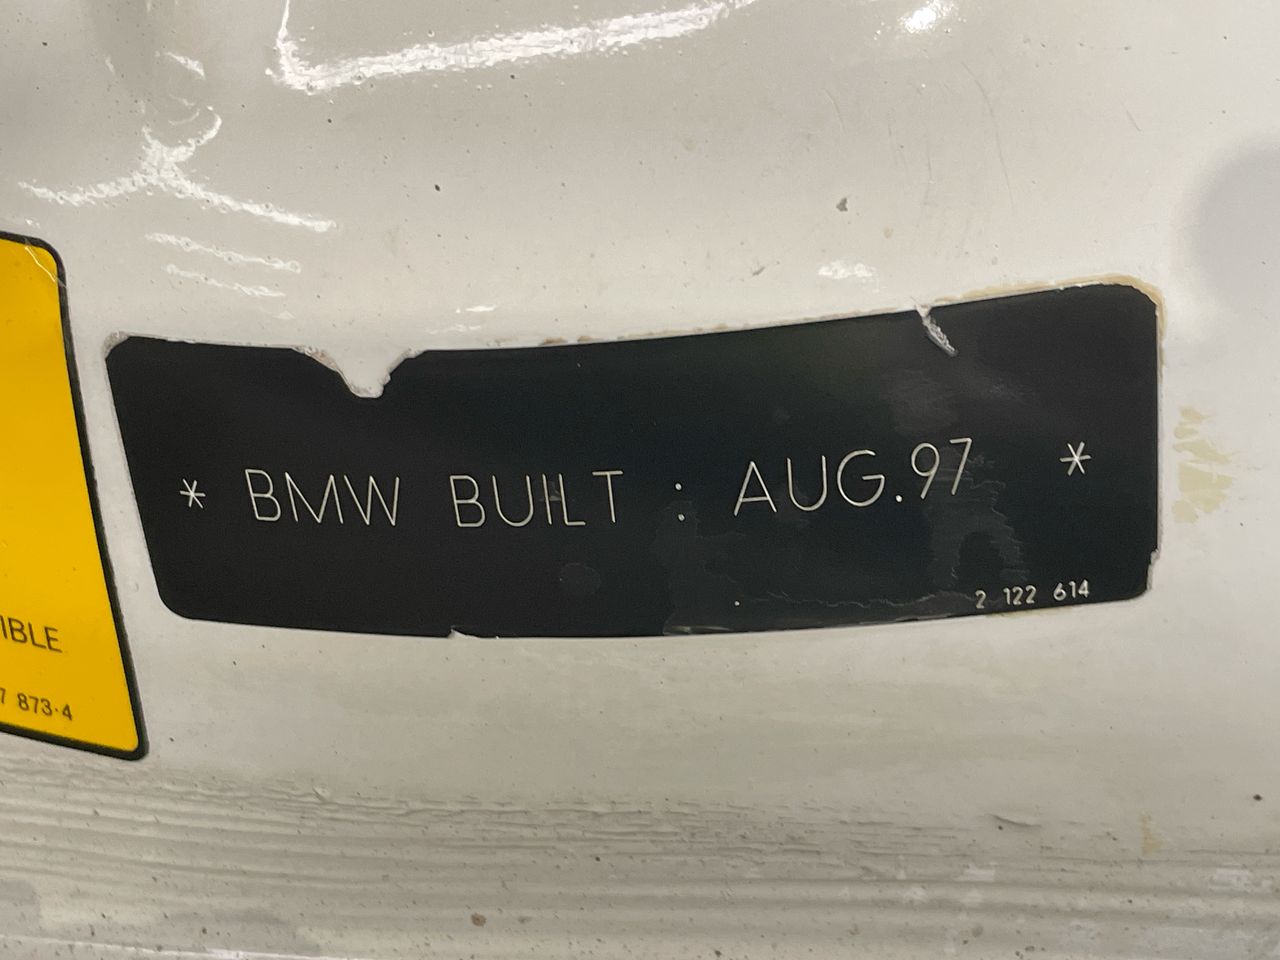 * BMW BUILT : AUG.97 *
2 122 614
IBLE
7 873-4